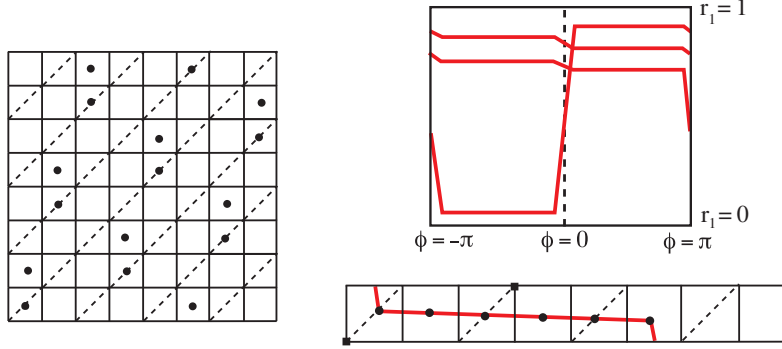 r₁ = 1
r₁ = 0
ϕ = -π ϕ = 0 ϕ = π